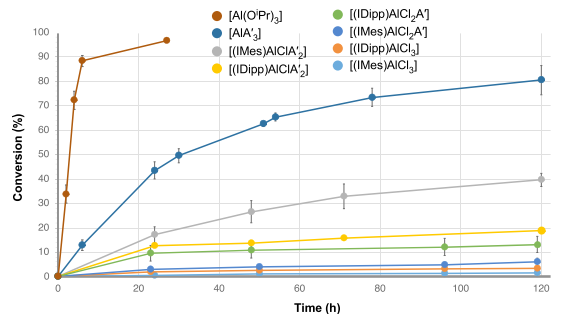 [Al(OⁱPr)₃]
[AlA′₃]
[(IMes)AlClA′₂]
[(IDipp)AlClA′₂]
[(IDipp)AlCl₂A′]
[(IMes)AlCl₂A′]
[(IDipp)AlCl₃]
[(IMes)AlCl₃]
Conversion (%)
100
90
80
70
60
50
40
30
20
10
0
0 20 40 60 80 100 120
Time (h)